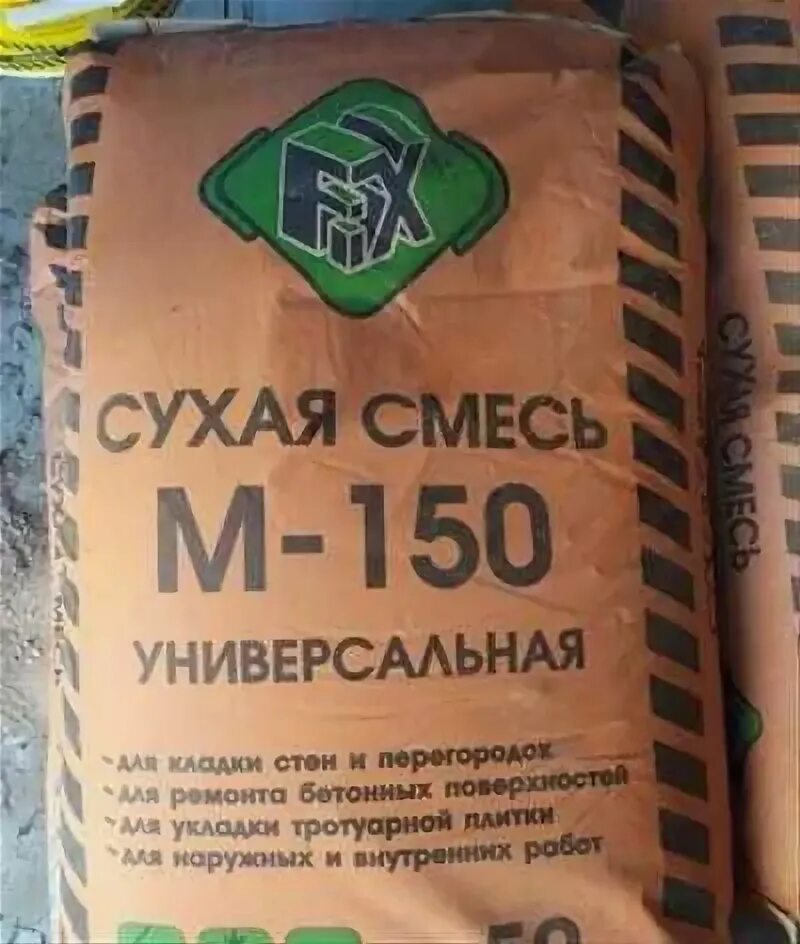 FIX
СУХАЯ СМЕСЬ
М-150
УНИВЕРСАЛЬНАЯ
для кладки стен и перегородок
для ремонта бетонных поверхностей
для укладки тротуарной плитки
для наружных и внутренних работ
50
СУХАЯ СМЕСЬ